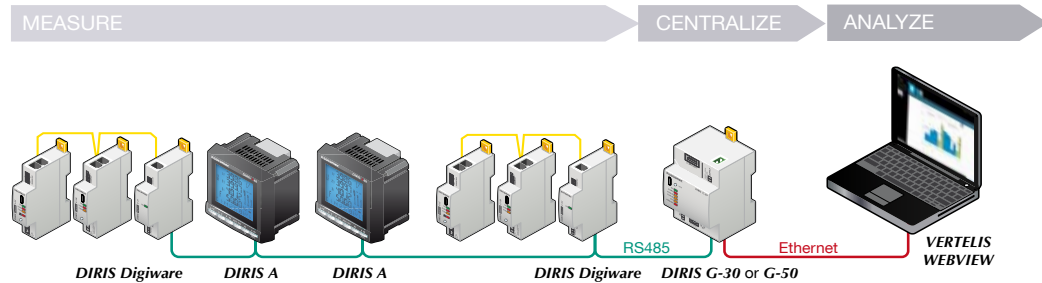 MEASURE
CENTRALIZE
ANALYZE
RS485
Ethernet
DIRIS Digiware
DIRIS A
DIRIS A
DIRIS Digiware
DIRIS G-30 or G-50
VERTELIS
WEBVIEW